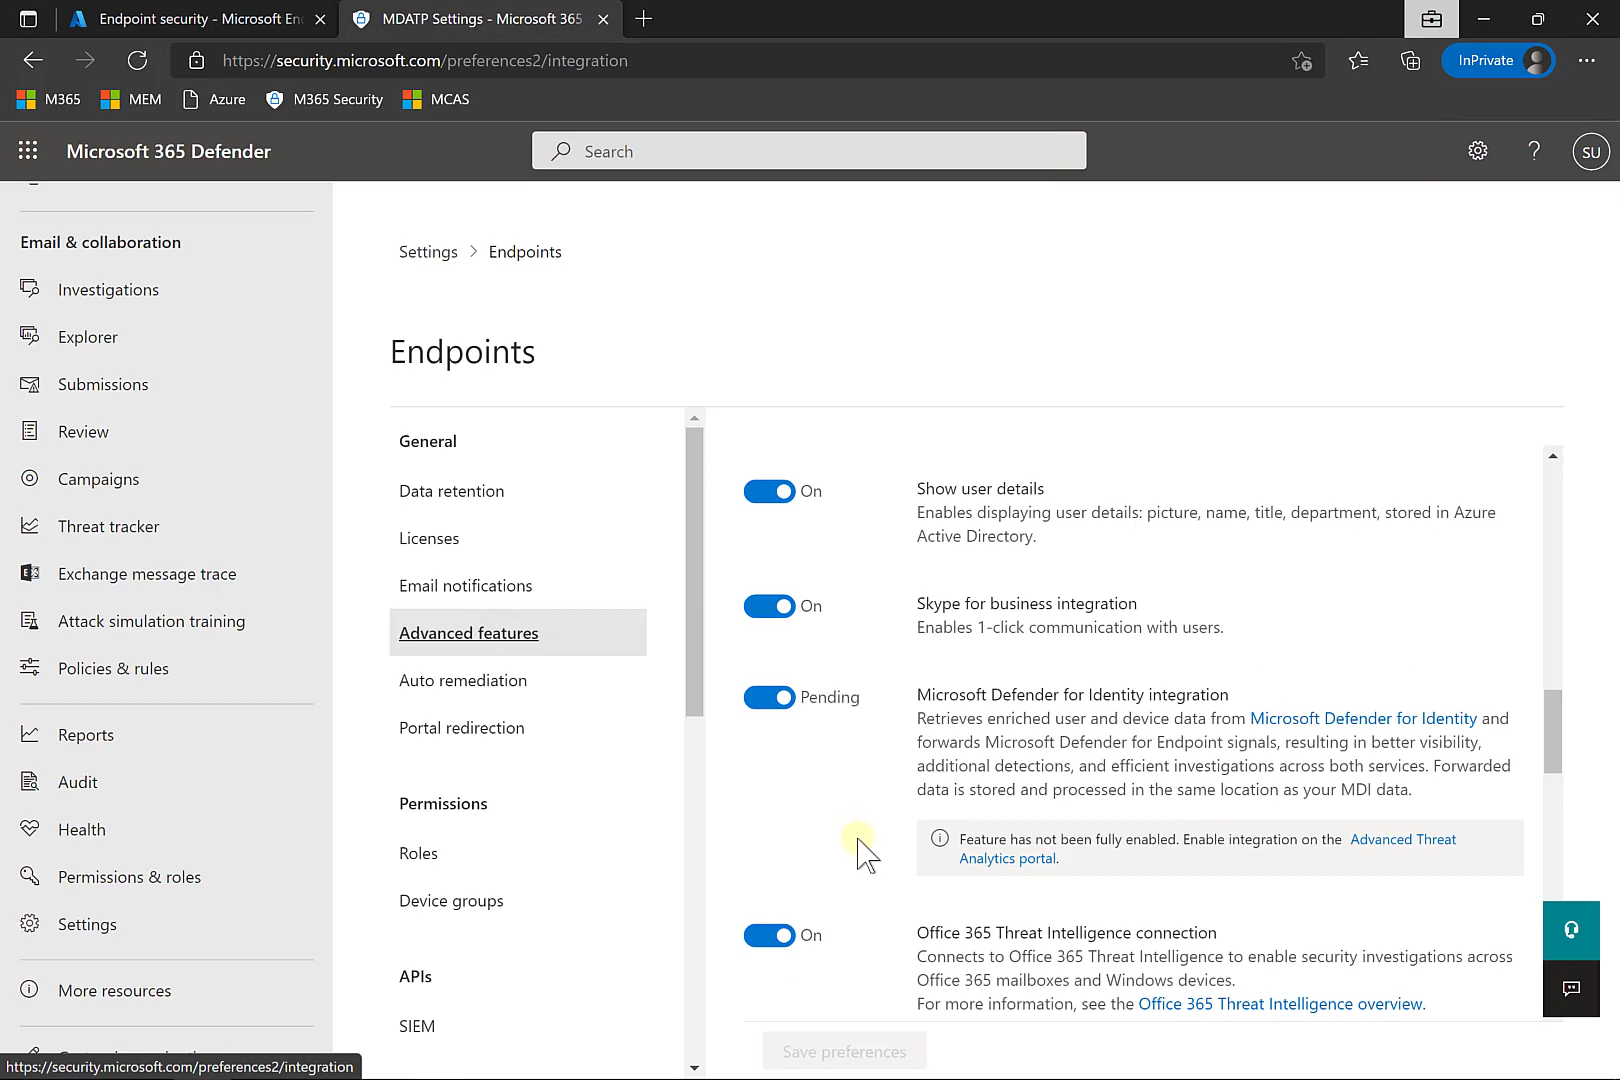 Endpoint security - Microsoft En
MDATP Settings - Microsoft 365
https://security.microsoft.com/preferences2/integration
InPrivate
M365
MEM
Azure
M365 Security
MCAS
Microsoft 365 Defender
Search
SU
Email & collaboration
Investigations
Explorer
Submissions
Review
Campaigns
Threat tracker
Exchange message trace
Attack simulation training
Policies & rules
Reports
Audit
Health
Permissions & roles
Settings
More resources
https://security.microsoft.com/preferences2/integration
Settings > Endpoints
Endpoints
General
Data retention
Licenses
Email notifications
Advanced features
Auto remediation
Portal redirection
Permissions
Roles
Device groups
APIs
SIEM
On
Show user details
Enables displaying user details: picture, name, title, department, stored in Azure
Active Directory.
On
Skype for business integration
Enables 1-click communication with users.
Pending
Microsoft Defender for Identity integration
Retrieves enriched user and device data from Microsoft Defender for Identity and
forwards Microsoft Defender for Endpoint signals, resulting in better visibility,
additional detections, and efficient investigations across both services. Forwarded
data is stored and processed in the same location as your MDI data.
Feature has not been fully enabled. Enable integration on the Advanced Threat
Analytics portal.
On
Office 365 Threat Intelligence connection
Connects to Office 365 Threat Intelligence to enable security investigations across
Office 365 mailboxes and Windows devices.
For more information, see the Office 365 Threat Intelligence overview.
Save preferences